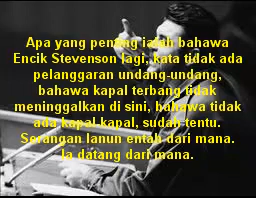 Apa yang penting ialah bahawa
Encik Stevenson lagi, kata tidak ada
pelanggaran undang-undang,
bahawa kapal terbang tidak
meninggalkan di sini, bahawa tidak
ada kapal kapal, sudah tentu.
Serangan lanun entah dari mana.
Ia datang dari mana.